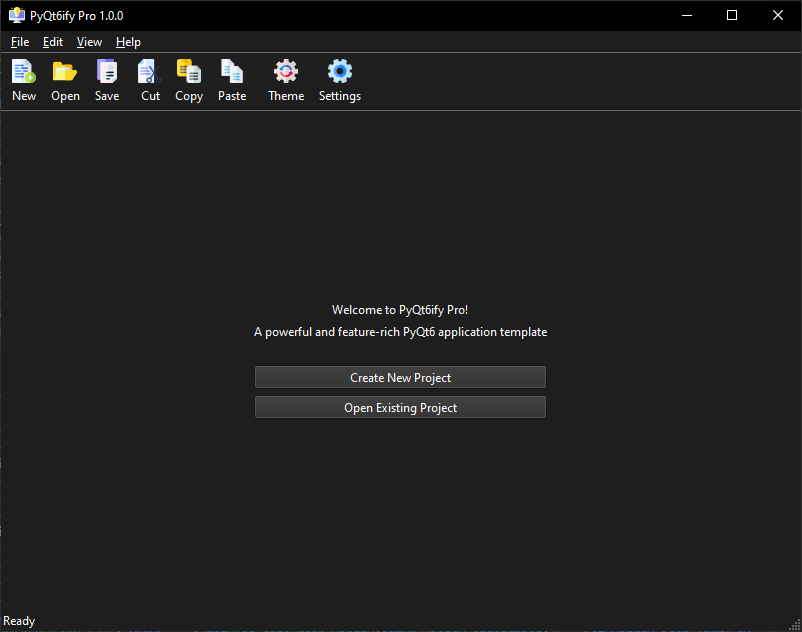 PyQt6ify Pro 1.0.0
File Edit View Help
New Open Save Cut Copy Paste Theme Settings
Welcome to PyQt6ify Pro!
A powerful and feature-rich PyQt6 application template
Create New Project
Open Existing Project
Ready